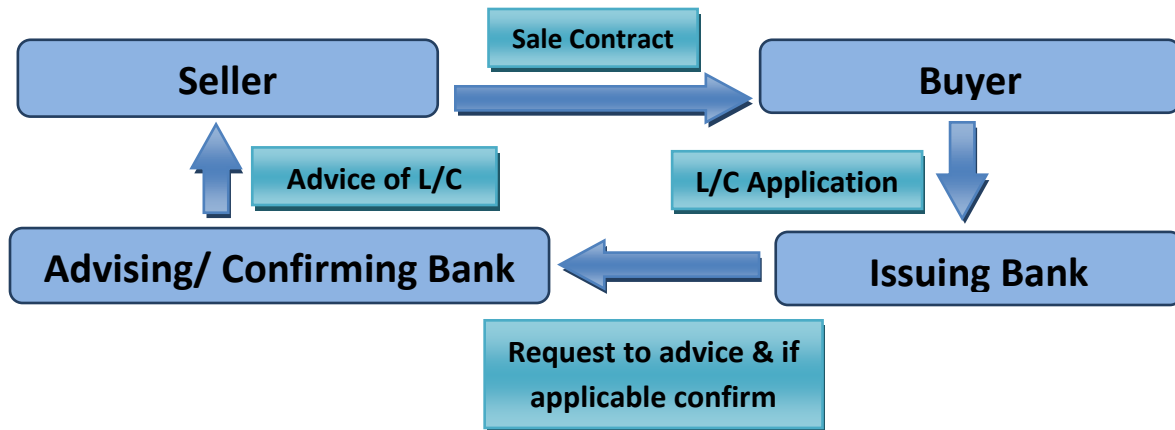 Sale Contract
Seller
Buyer
Advice of L/C
L/C Application
Advising/ Confirming Bank
Issuing Bank
Request to advice & if
applicable confirm